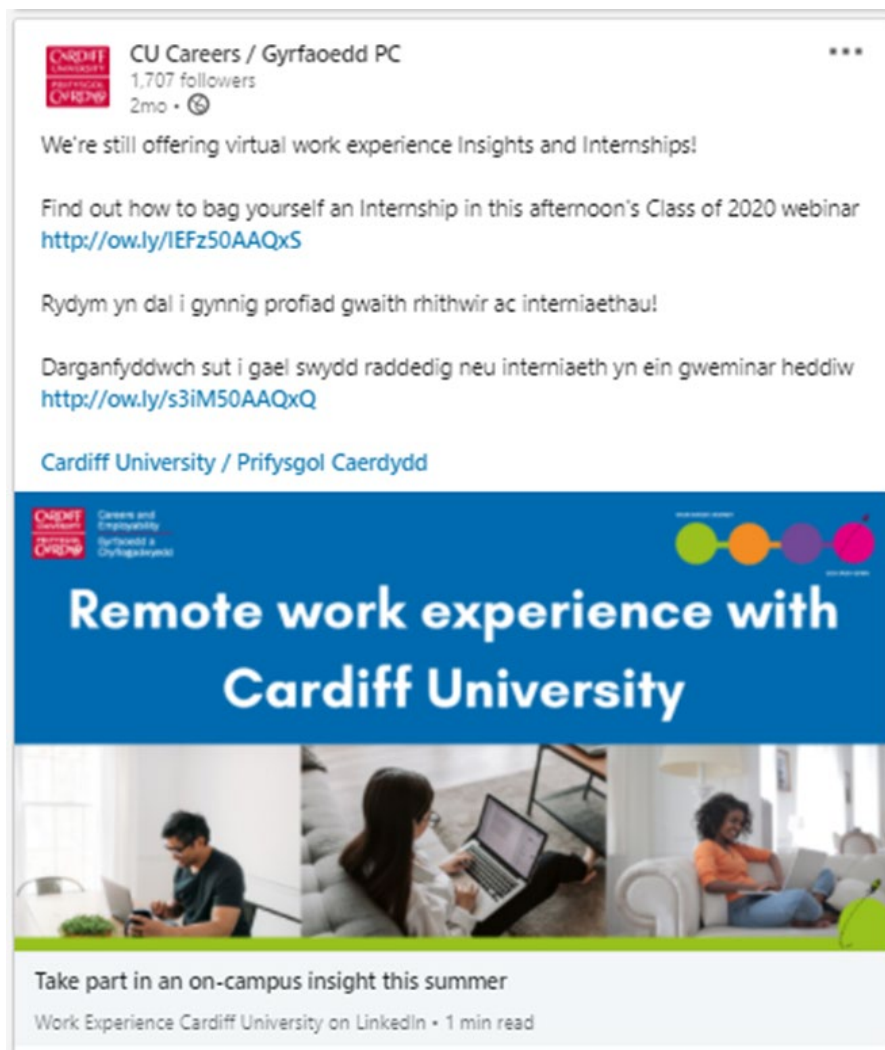 CARDIFF
UNIVERSITY
PRIFYSGOL
CAERDYDD
CU Careers / Gyrfaoedd PC
1,707 followers
2mo •
We're still offering virtual work experience Insights and Internships!
Find out how to bag yourself an Internship in this afternoon's Class of 2020 webinar
http://ow.ly/IEFz50AAQxS
Rydym yn dal i gynnig profiad gwaith rhithwir ac interniaethau!
Darganfyddwch sut i gael swydd raddedig neu interniaeth yn ein gweminar heddiw
http://ow.ly/s3iM50AAQxQ
Cardiff University / Prifysgol Caerdydd
CARDIFF
UNIVERSITY
PRIFYSGOL
CAERDYDD
Careers and
Employability
Gyrfaoedd a
Chyflogadwyedd
Remote work experience with
Cardiff University
Take part in an on-campus insight this summer
Work Experience Cardiff University on LinkedIn • 1 min read